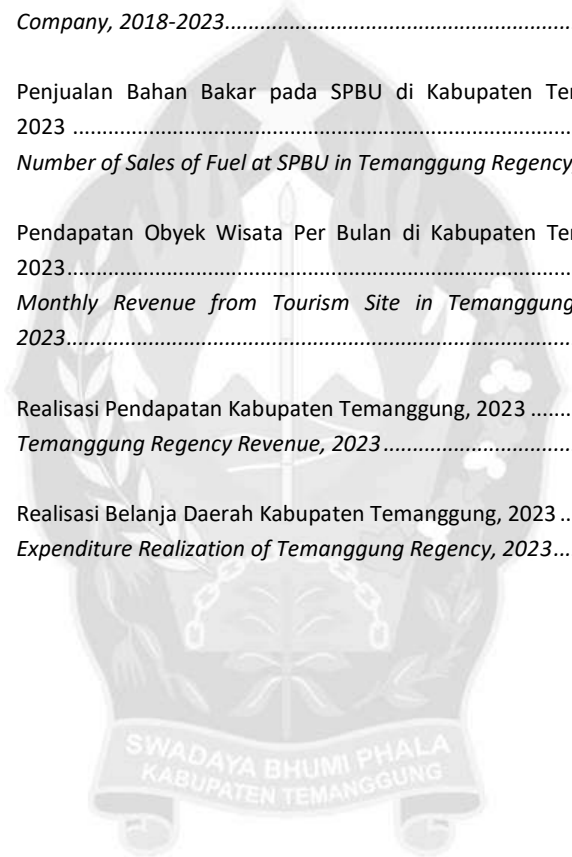 Company, 2018-2023..................................................................
Penjualan Bahan Bakar pada SPBU di Kabupaten
2023 ..........................................................................................
Number of Sales of Fuel at SPBU in Temanggung Regency
Pendapatan Obyek Wisata Per Bulan di Kabupaten
2023...........................................................................................
Monthly Revenue from Tourism Site in Temanggung
2023...........................................................................................
Realisasi Pendapatan Kabupaten Temanggung, 2023 .......
Temanggung Regency Revenue, 2023 .................................
Realisasi Belanja Daerah Kabupaten Temanggung, 2023 ..
Expenditure Realization of Temanggung Regency, 2023...
SWADAYA BHUMI PHALA
KABUPATEN TEMANGGUNG